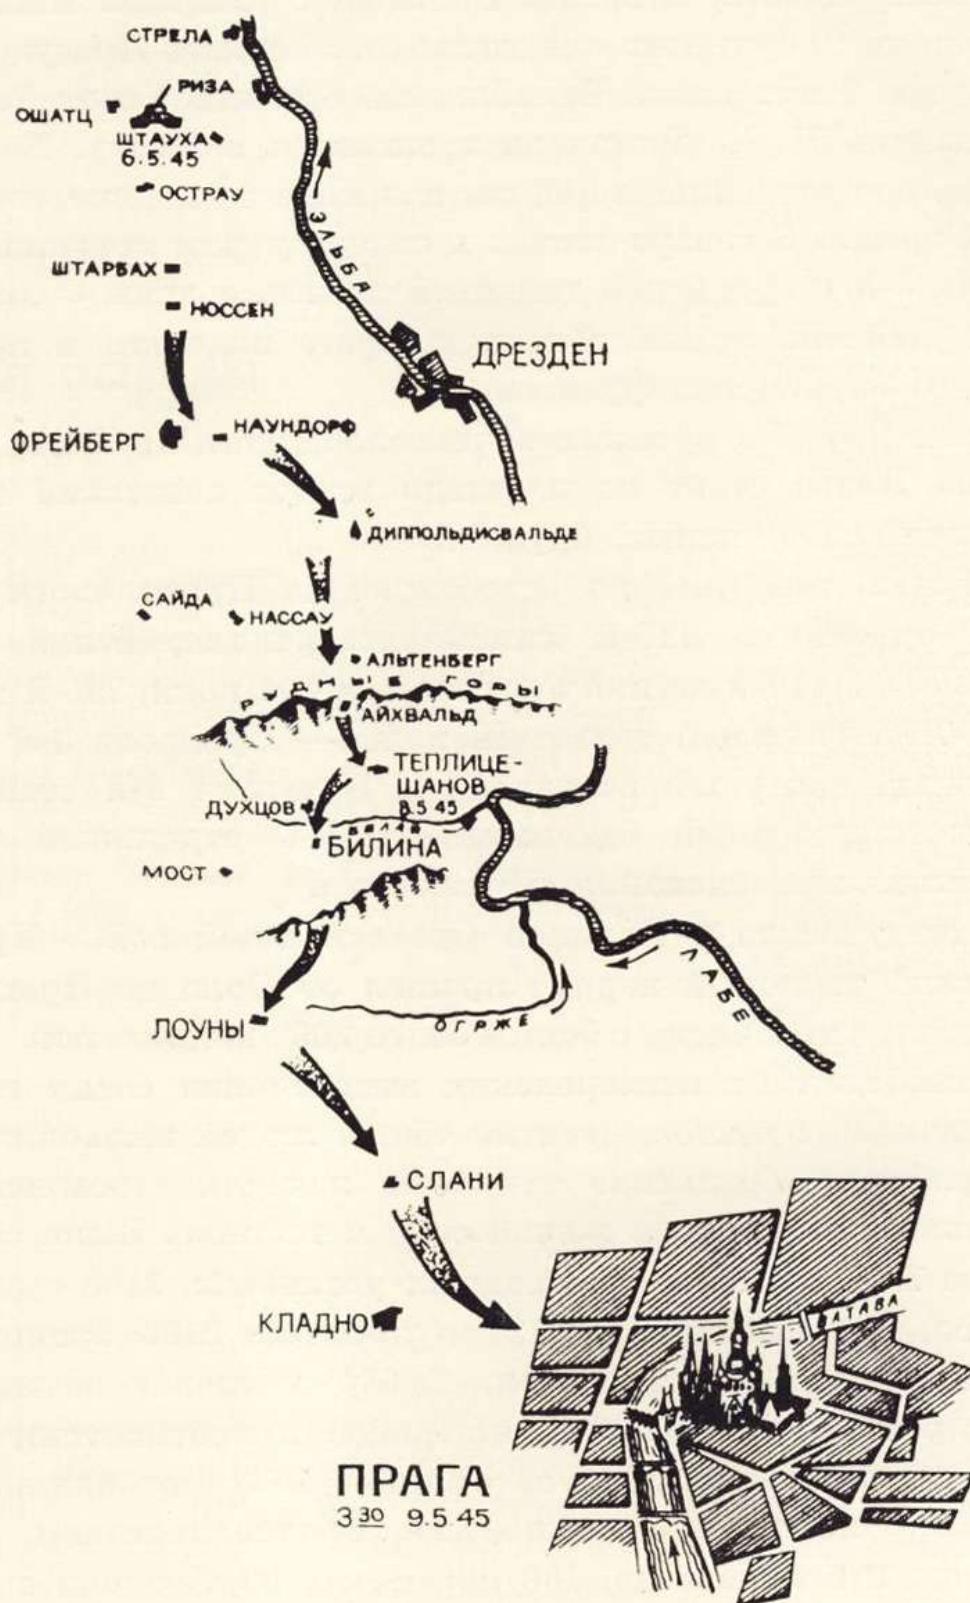 СТРЕЛА
РИЗА
ОШАТЦ
ШТАУХА
6.5.45
ОСТРАУ
ЭЛЬБА
ШТАРБАХ
НОССЕН
ДРЕЗДЕН
ФРЕЙБЕРГ
НАУНДОРФ
ДИППОЛЬДИСВАЛЬДЕ
САЙДА
НАССАУ
АЛЬТЕНБЕРГ
РУДНЫЕ ГОРЫ
АЙХВАЛЬД
ТЕПЛИЦЕ-
ШАНОВ
8.5.45
ДУХЦОВ
БИЛИНА
МОСТ
ЛАБЕ
ЛОУНЫ
ОГРЖЕ
СЛАНИ
КЛАДНО
ПРАГА
3 30 9.5.45